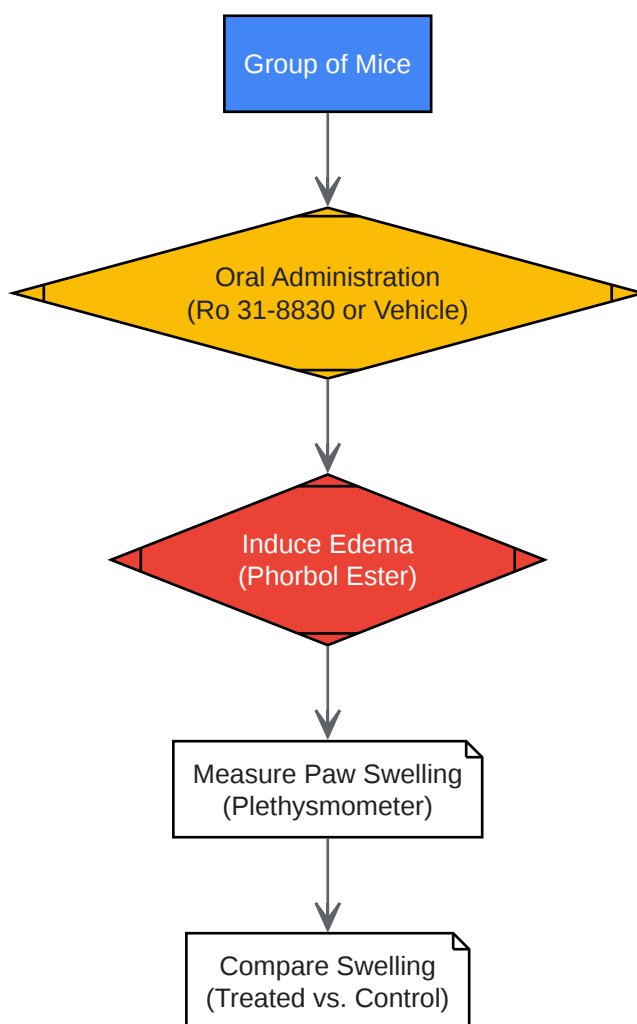 Group of Mice
Oral Administration
(Ro 31-8830 or Vehicle)
Induce Edema
(Phorbol Ester)
Measure Paw Swelling
(Plethysmometer)
Compare Swelling
(Treated vs. Control)